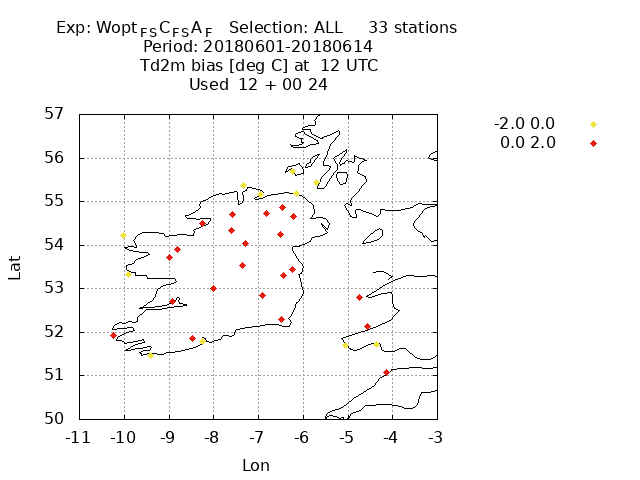 Exp: Wopt FS C FS A F   Selection: ALL     33 stations
Period: 20180601-20180614
Td2m bias [deg C] at  12 UTC
Used  12 + 00 24
-2.0 0.0
0.0 2.0
57
56
55
54
53
52
51
50
Lat
-11 -10 -9 -8 -7 -6 -5 -4 -3
Lon